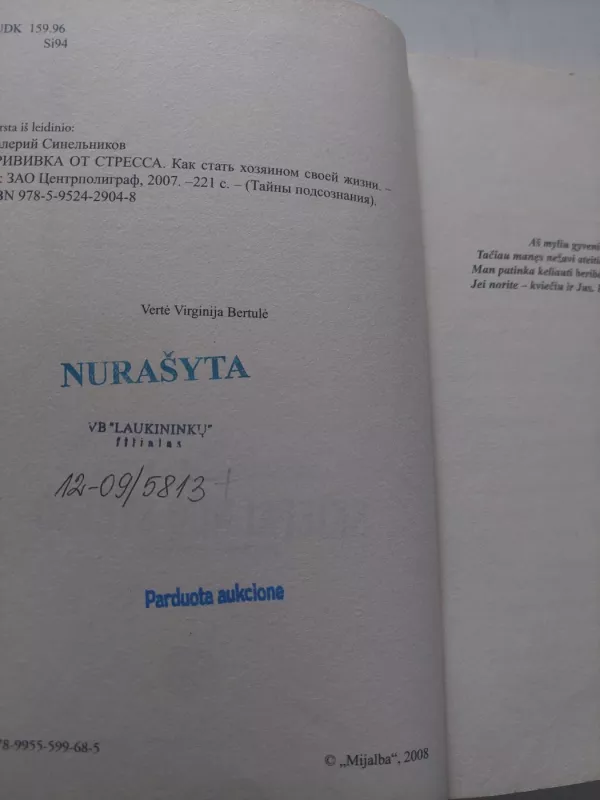 UDK 159.96
Si94
rsta iš leidinio:
алерий Синельников
РИВИВКА ОТ СТРЕССА. Как стать хозяином своей жизни. –
: ЗАО Центрполиграф, 2007. –221 с. – (Тайны подсознания).
BN 978-5-9524-2904-8
Vertė Virginija Bertulė
NURAŠYTA
VB "LAUKININKŲ"
filialas
12-09/5813 +
Parduota aukcione
78-9955-599-68-5
© „Mijalba“, 2008
Aš myliu gyveni
Tačiau manęs nežavi ateiti
Man patinka keliauti beribe
Jei norite – kviečiu ir Jus.